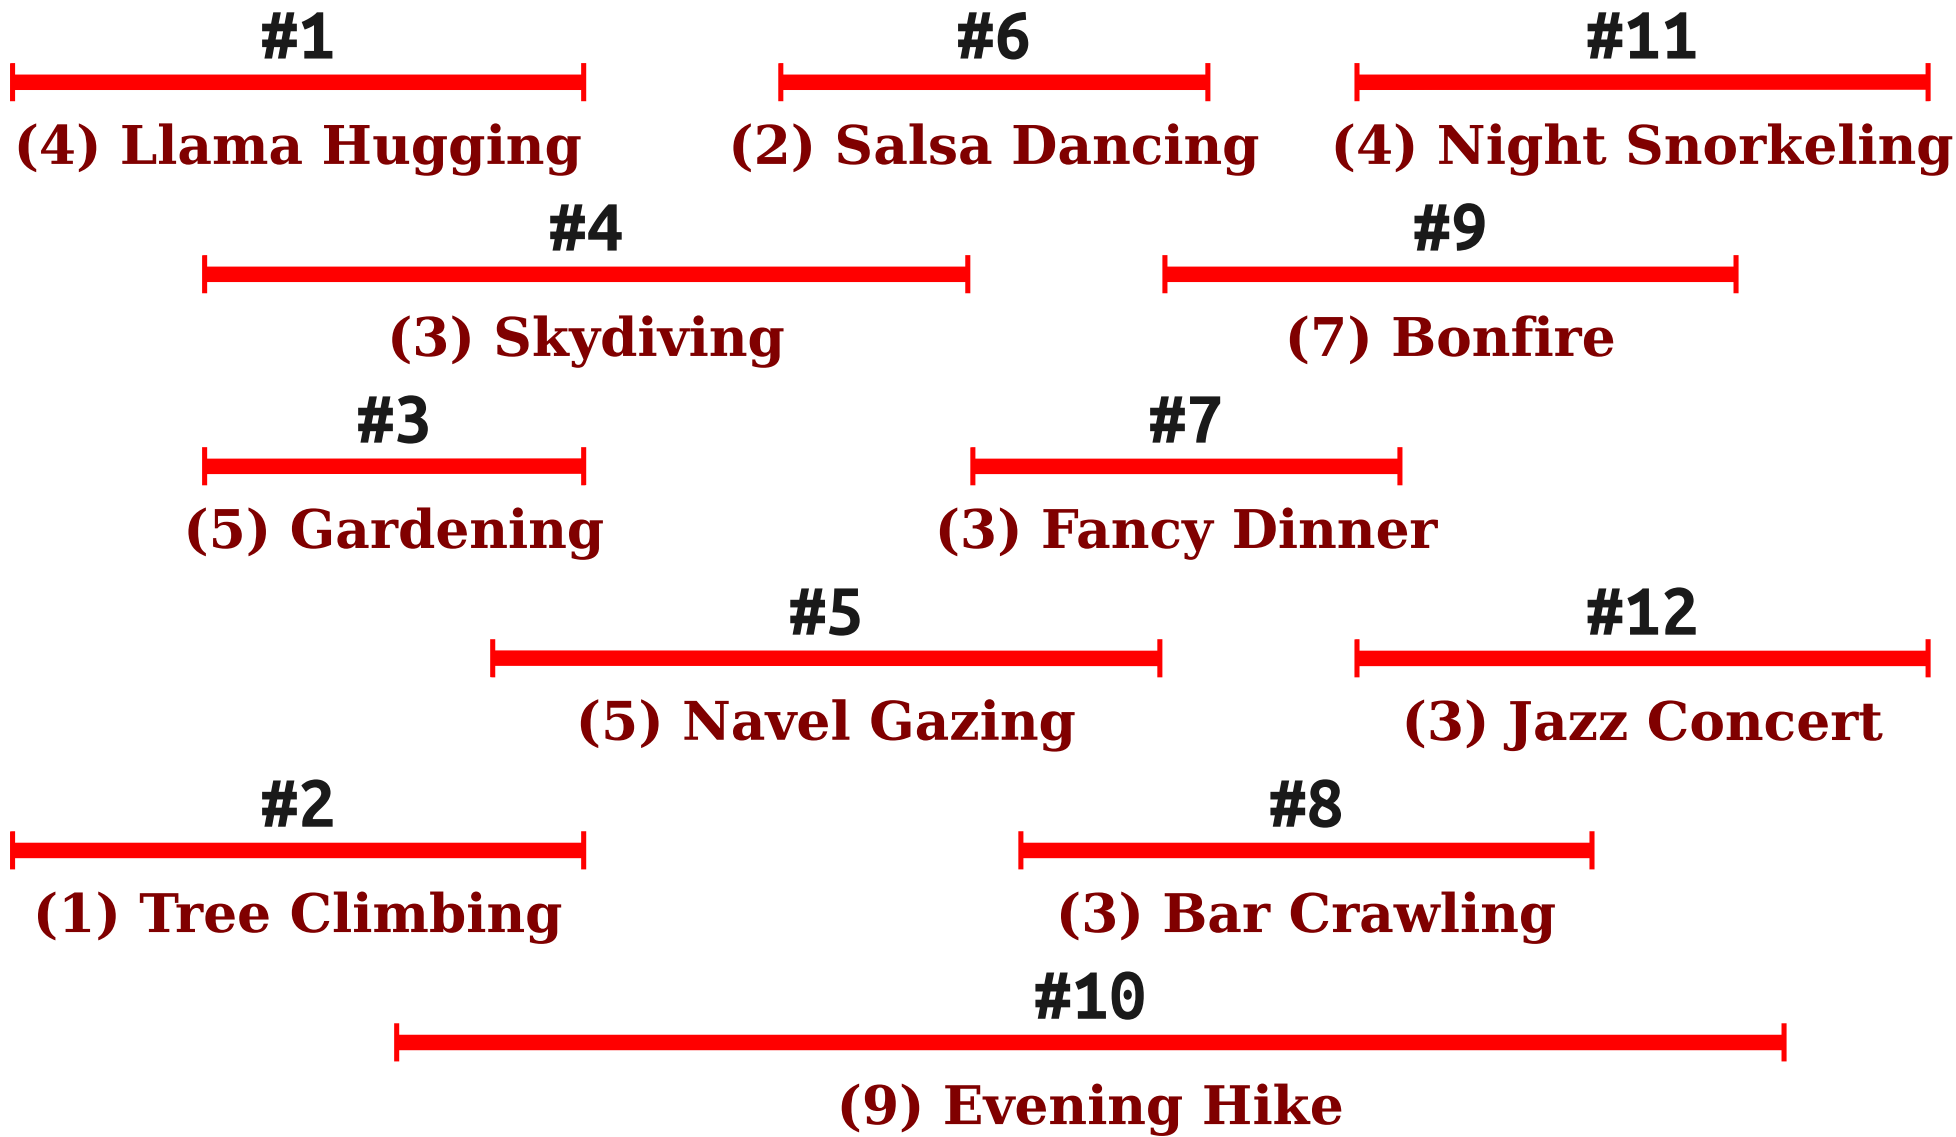 #1 #6 #11
(4) Llama Hugging (2) Salsa Dancing (4) Night Snorkeling
#4 #9
(3) Skydiving (7) Bonfire
#3 #7
(5) Gardening (3) Fancy Dinner
#5 #12
(5) Navel Gazing (3) Jazz Concert
#2 #8
(1) Tree Climbing (3) Bar Crawling
#10
(9) Evening Hike